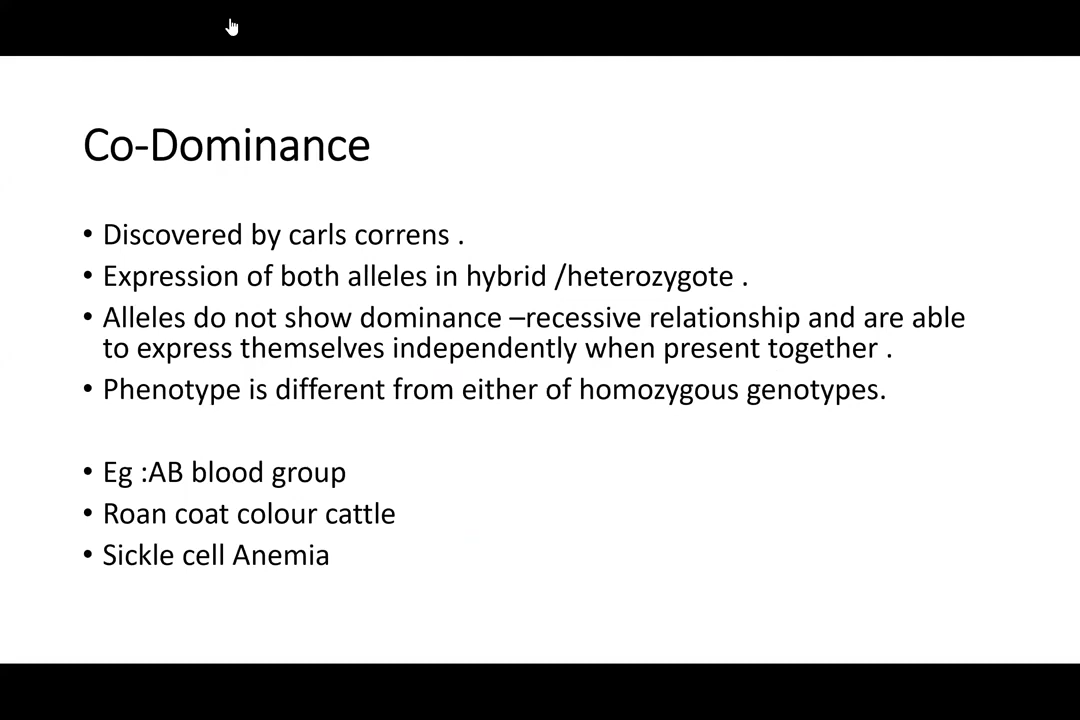 Co-Dominance
• Discovered by carls correns .
• Expression of both alleles in hybrid /heterozygote .
• Alleles do not show dominance –recessive relationship and are able
to express themselves independently when present together .
• Phenotype is different from either of homozygous genotypes.
• Eg :AB blood group
• Roan coat colour cattle
• Sickle cell Anemia